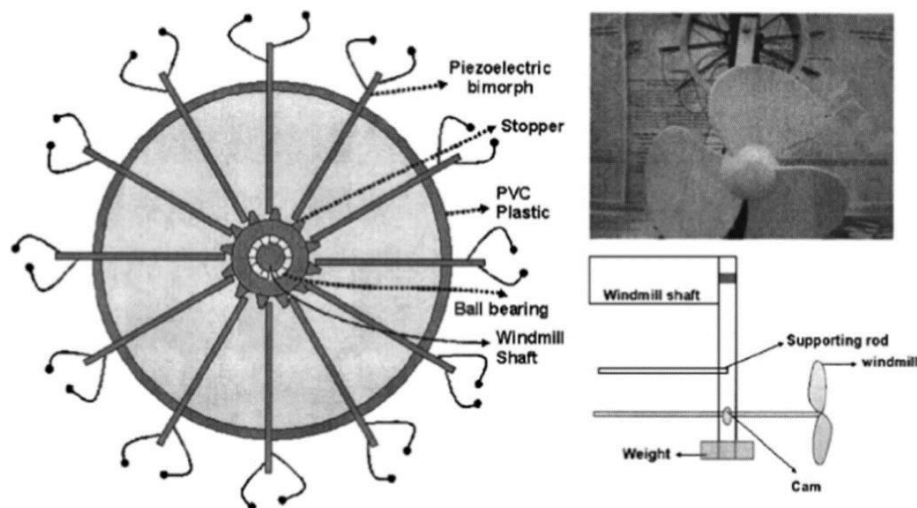 Piezoelectric
bimorph
Stopper
PVC
Plastic
Ball bearing
Windmill
Shaft
Windmill shaft
Supporting rod
windmill
Weight
Cam